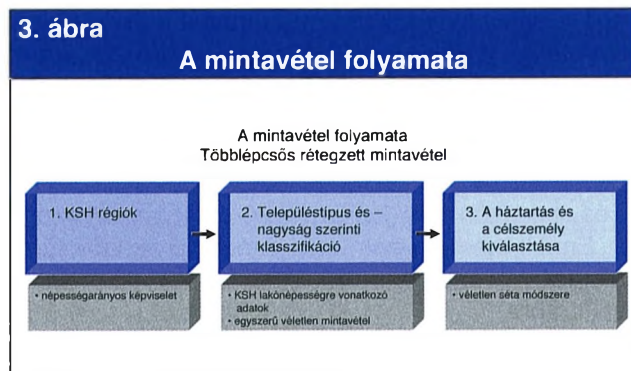 3. ábra
A mintavétel folyamata
A mintavétel folyamata
Többlépcsős rétegzett mintavétel
1. KSH régiók
• népességarányos képviselet
2. Településtípus és –
nagyság szerinti
klasszifikáció
• KSH lakónépességre vonatkozó
adatok
• egyszerű véletlen mintavétel
3. A háztartás és
a célszemély
kiválasztása
• véletlen séta módszere